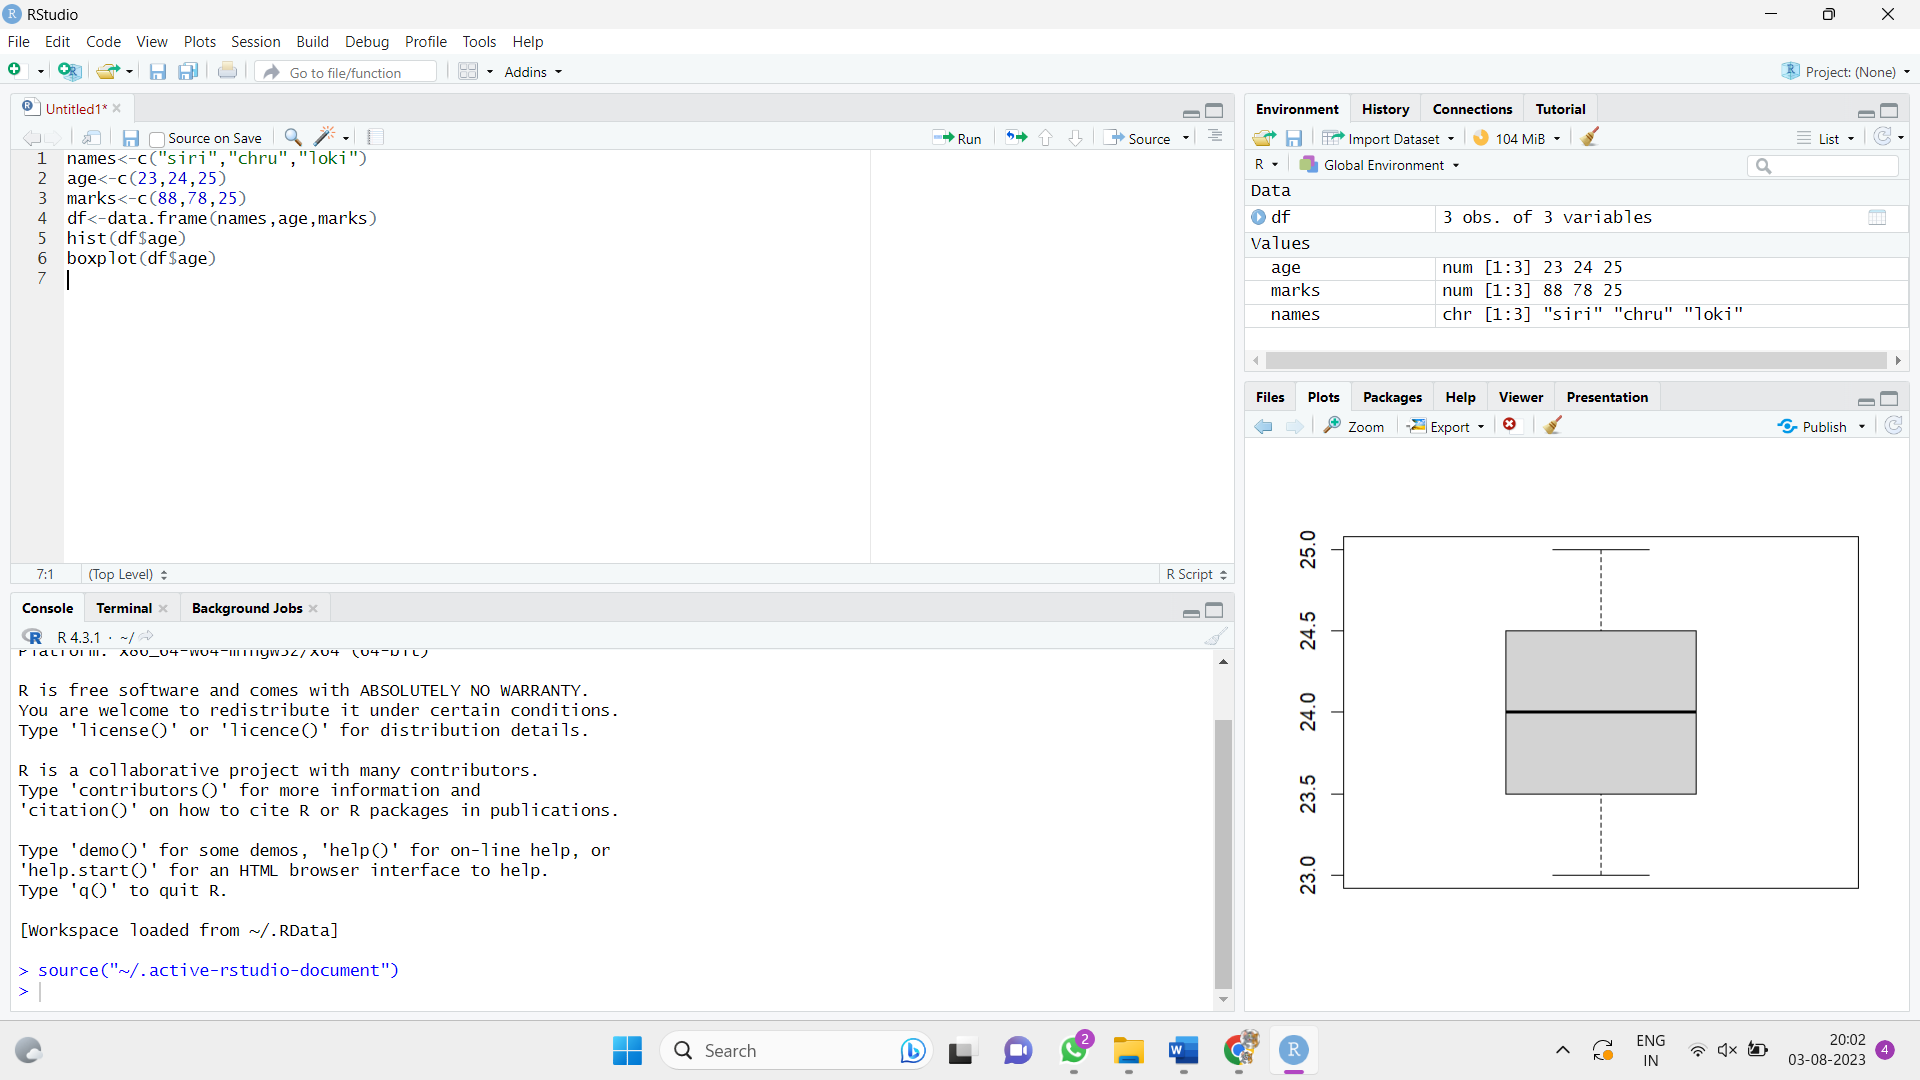 RStudio
File Edit Code View Plots Session Build Debug Profile Tools Help
Go to file/function Addins Project: (None)
Untitled1*
Source on Save Run Source
1 names<-c("siri","chru","loki")
2 age<-c(23,24,25)
3 marks<-c(88,78,25)
4 df<-data.frame(names,age,marks)
5 hist(df$age)
6 boxplot(df$age)
7
7:1 (Top Level) R Script
Console Terminal Background Jobs
R 4.3.1 · ~/
Platform: x86_64-w64-mingw32/x64 (64-bit)
R is free software and comes with ABSOLUTELY NO WARRANTY.
You are welcome to redistribute it under certain conditions.
Type 'license()' or 'licence()' for distribution details.
R is a collaborative project with many contributors.
Type 'contributors()' for more information and
'citation()' on how to cite R or R packages in publications.
Type 'demo()' for some demos, 'help()' for on-line help, or
'help.start()' for an HTML browser interface to help.
Type 'q()' to quit R.
[Workspace loaded from ~/.RData]
> source("~/.active-rstudio-document")
>
Environment History Connections Tutorial
Import Dataset 104 MiB List
R Global Environment
Data
df 3 obs. of 3 variables
Values
age num [1:3] 23 24 25
marks num [1:3] 88 78 25
names chr [1:3] "siri" "chru" "loki"
Files Plots Packages Help Viewer Presentation
Zoom Export Publish
25.0
24.5
24.0
23.5
23.0
Search
2
ENG
IN
20:02
03-08-2023
4